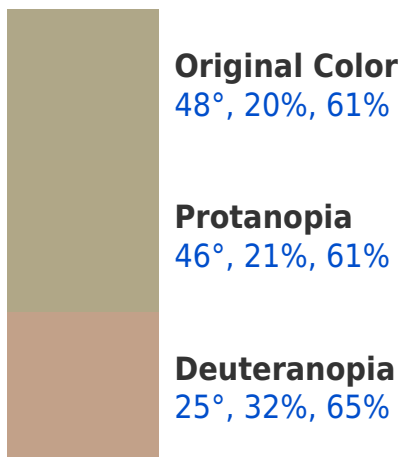 Original Color
48°, 20%, 61%
Protanopia
46°, 21%, 61%
Deuteranopia
25°, 32%, 65%